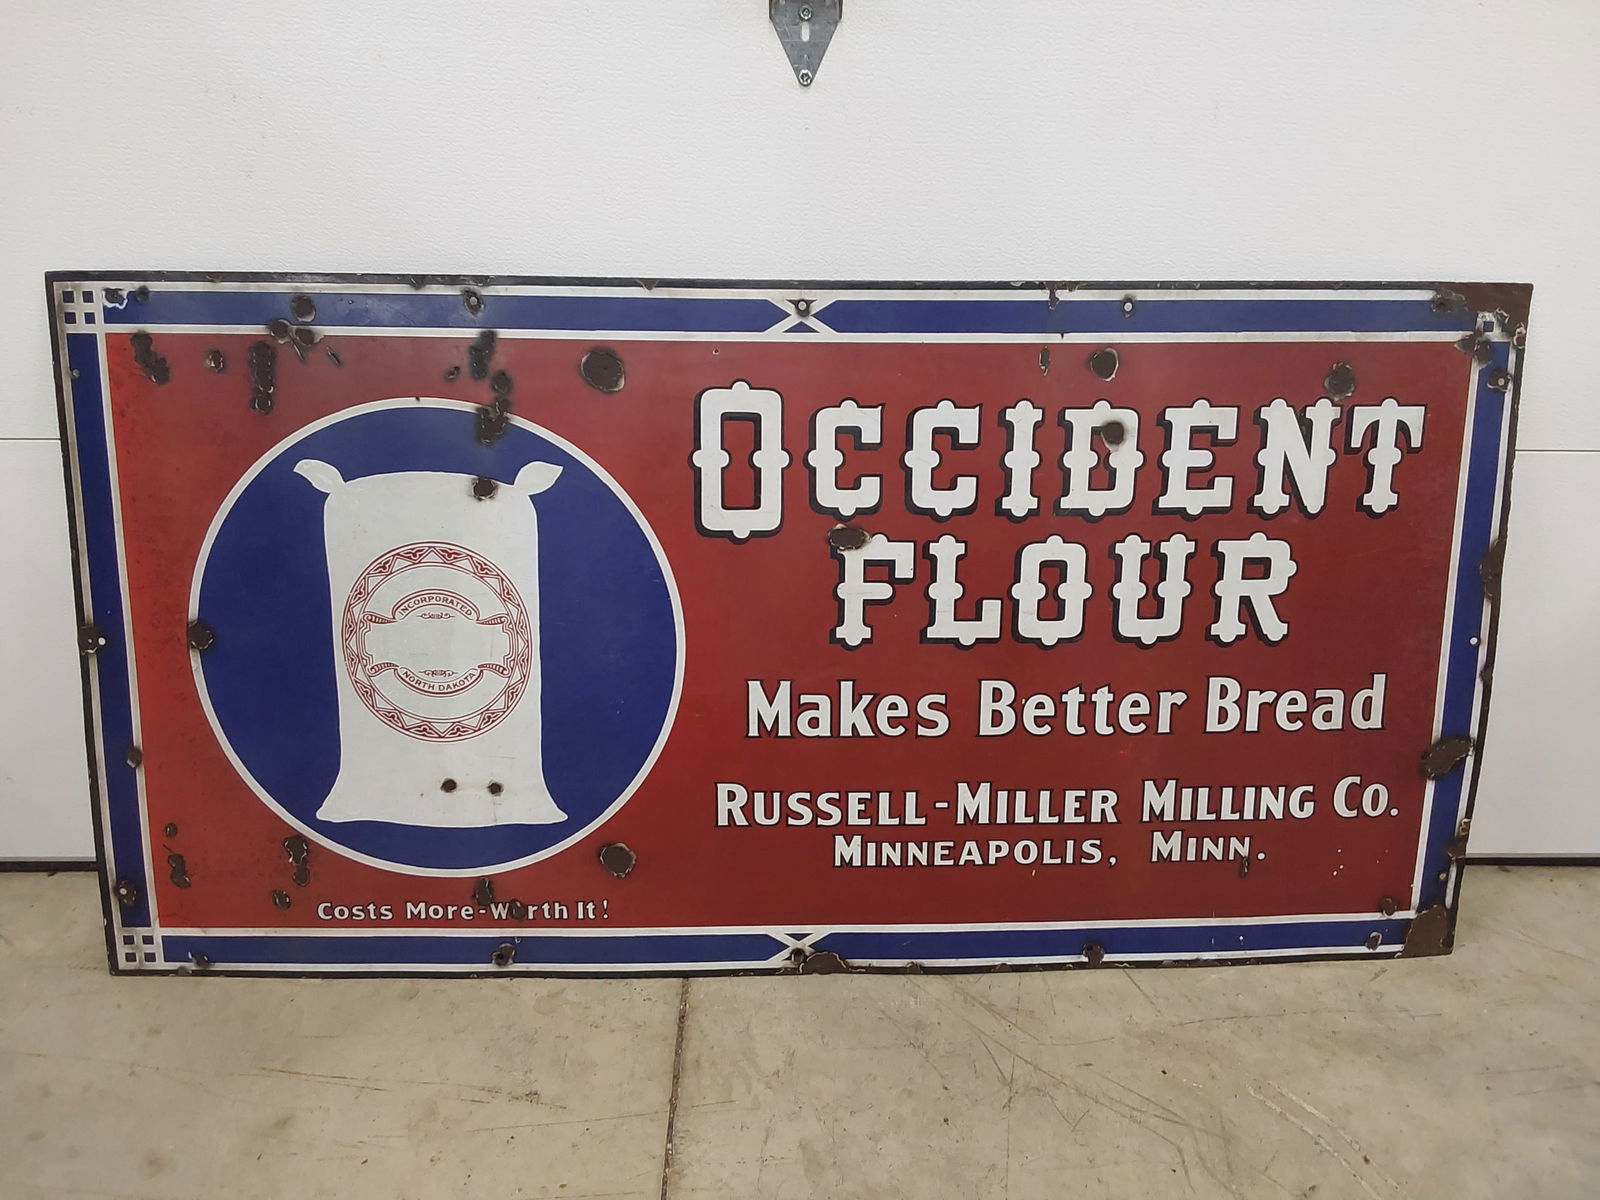 OCCIDENT
FLOUR
Makes Better Bread
RUSSELL-MILLER MILLING CO.
MINNEAPOLIS, MINN.
INCORPORATED
NORTH DAKOTA
Costs More-Worth It!